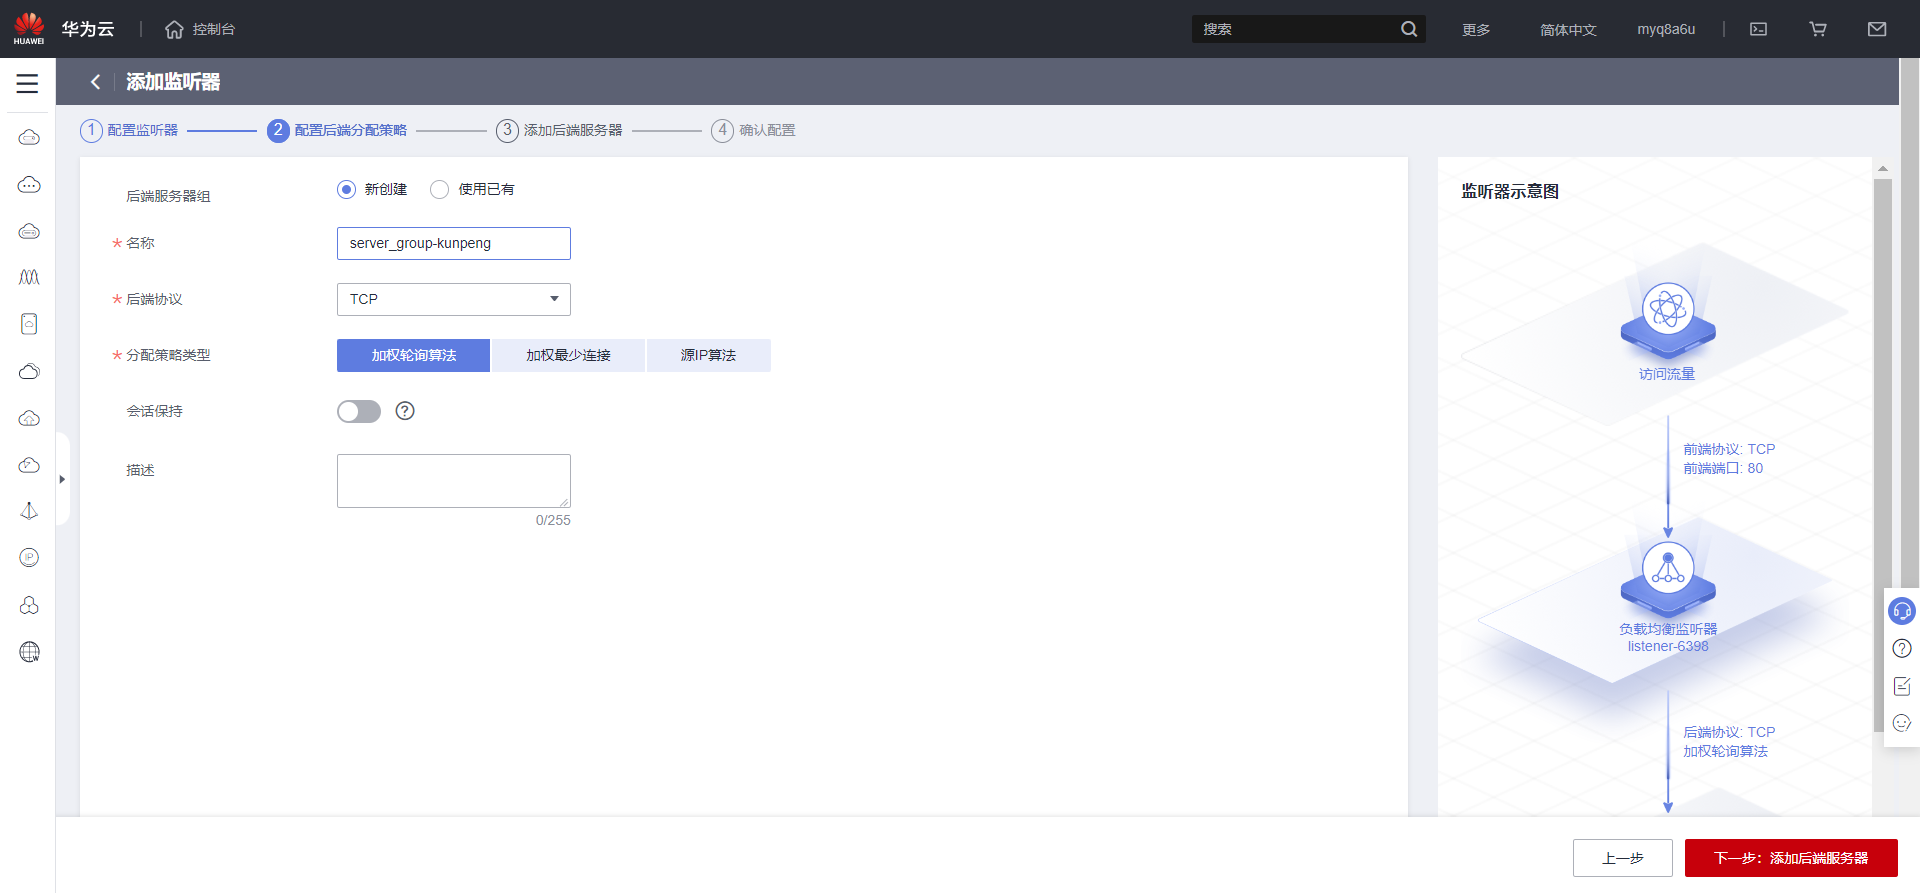 HUAWEI
华为云
控制台
搜索
更多
简体中文
myq8a6u
添加监听器
1 配置监听器
2 配置后端分配策略
3 添加后端服务器
4 确认配置
后端服务器组
新创建
使用已有
* 名称
server_group-kunpeng
* 后端协议
TCP
* 分配策略类型
加权轮询算法
加权最少连接
源IP算法
会话保持
?
描述
0/255
监听器示意图
访问流量
前端协议: TCP
前端端口: 80
负载均衡监听器
listener-6398
后端协议: TCP
加权轮询算法
IP
W
?
上一步
下一步：添加后端服务器